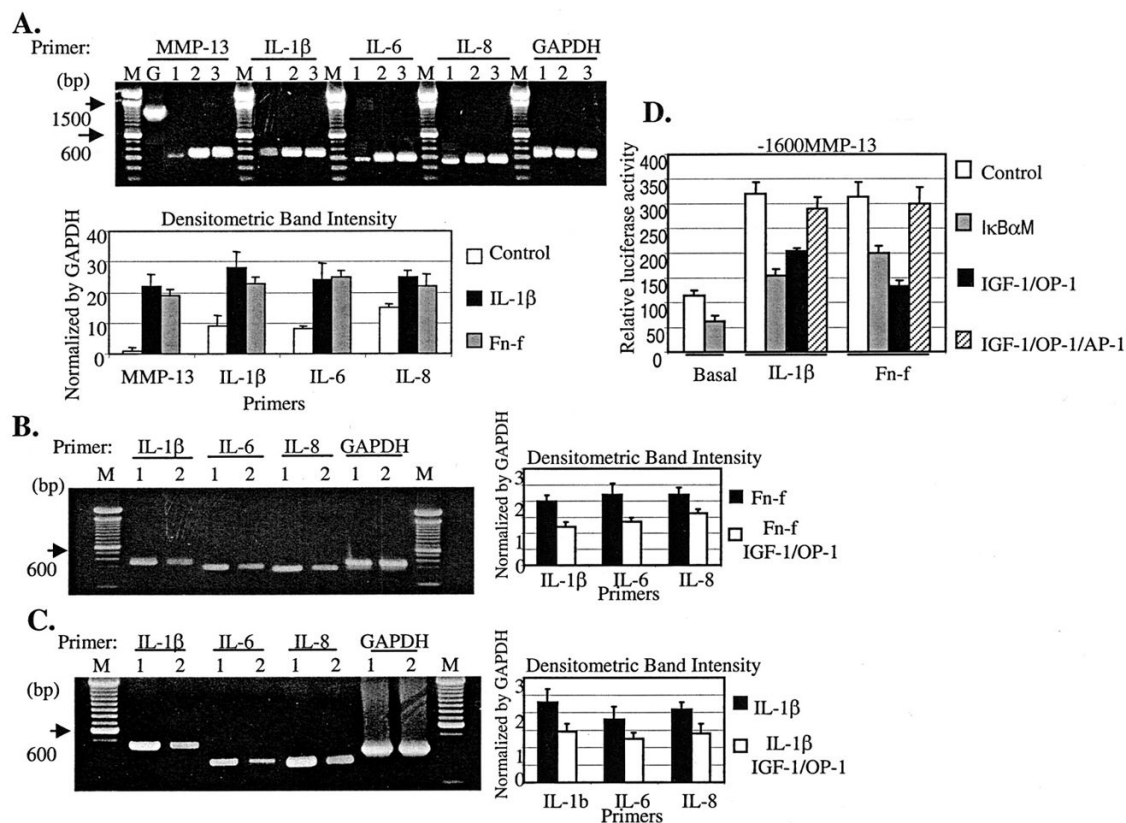 A.
Primer: MMP-13 IL-1β IL-6 IL-8 GAPDH
(bp) M G 1 2 3 M 1 2 3 M 1 2 3 M 1 2 3 M 1 2 3
1500
600
Densitometric Band Intensity
Normalized by GAPDH
40
30
20
10
0
MMP-13 IL-1β IL-6 IL-8
Primers
Control
IL-1β
Fn-f
D.
-1600MMP-13
Relative luciferase activity
400
350
300
250
200
150
100
50
0
Basal IL-1β Fn-f
Control
IκBαM
IGF-1/OP-1
IGF-1/OP-1/AP-1
B.
Primer: IL-1β IL-6 IL-8 GAPDH
M 1 2 1 2 1 2 1 2 M
(bp)
600
Densitometric Band Intensity
Normalized by GAPDH
3
2
1
0
IL-1β IL-6 IL-8
Primers
Fn-f
Fn-f
IGF-1/OP-1
C.
Primer: IL-1β IL-6 IL-8 GAPDH
M 1 2 1 2 1 2 1 2 M
(bp)
600
Densitometric Band Intensity
Normalized by GAPDH
3
2
1
0
IL-1b IL-6 IL-8
Primers
IL-1β
IL-1β
IGF-1/OP-1